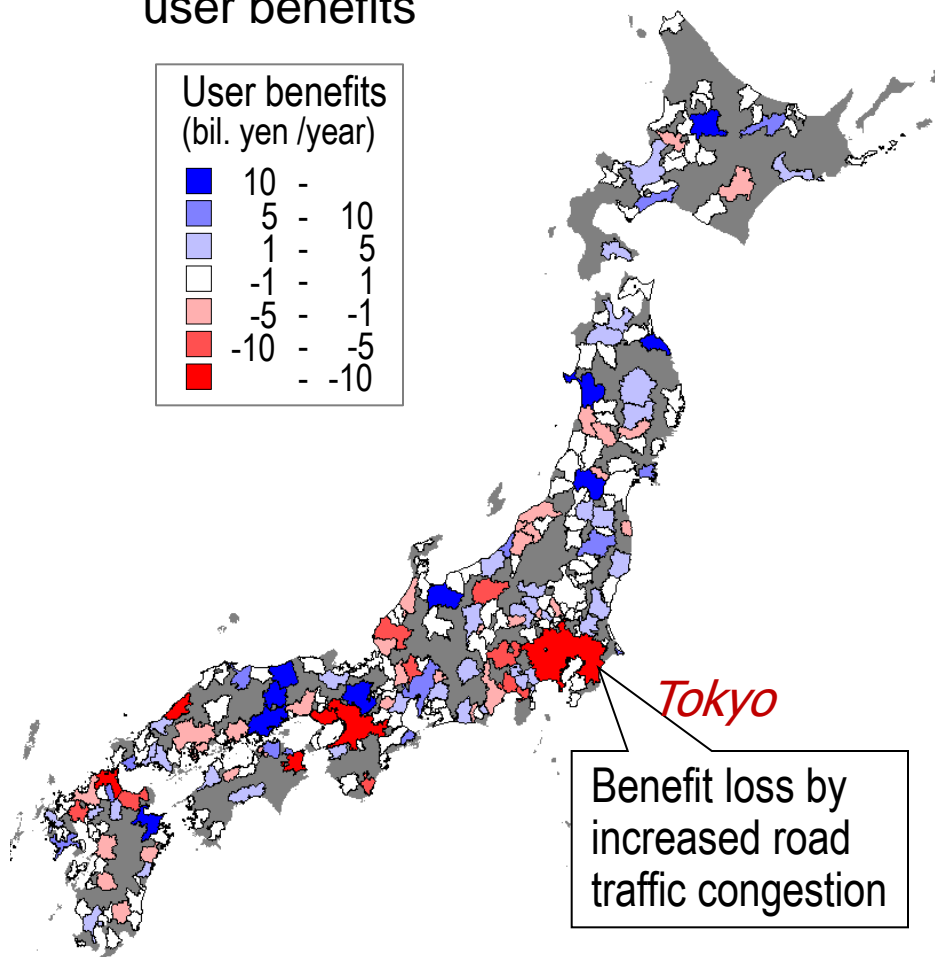 user benefits
User benefits
(bil. yen /year)
10 -
5 - 10
1 - 5
-1 - 1
-5 - -1
-10 - -5
- -10
Tokyo
Benefit loss by
increased road
traffic congestion